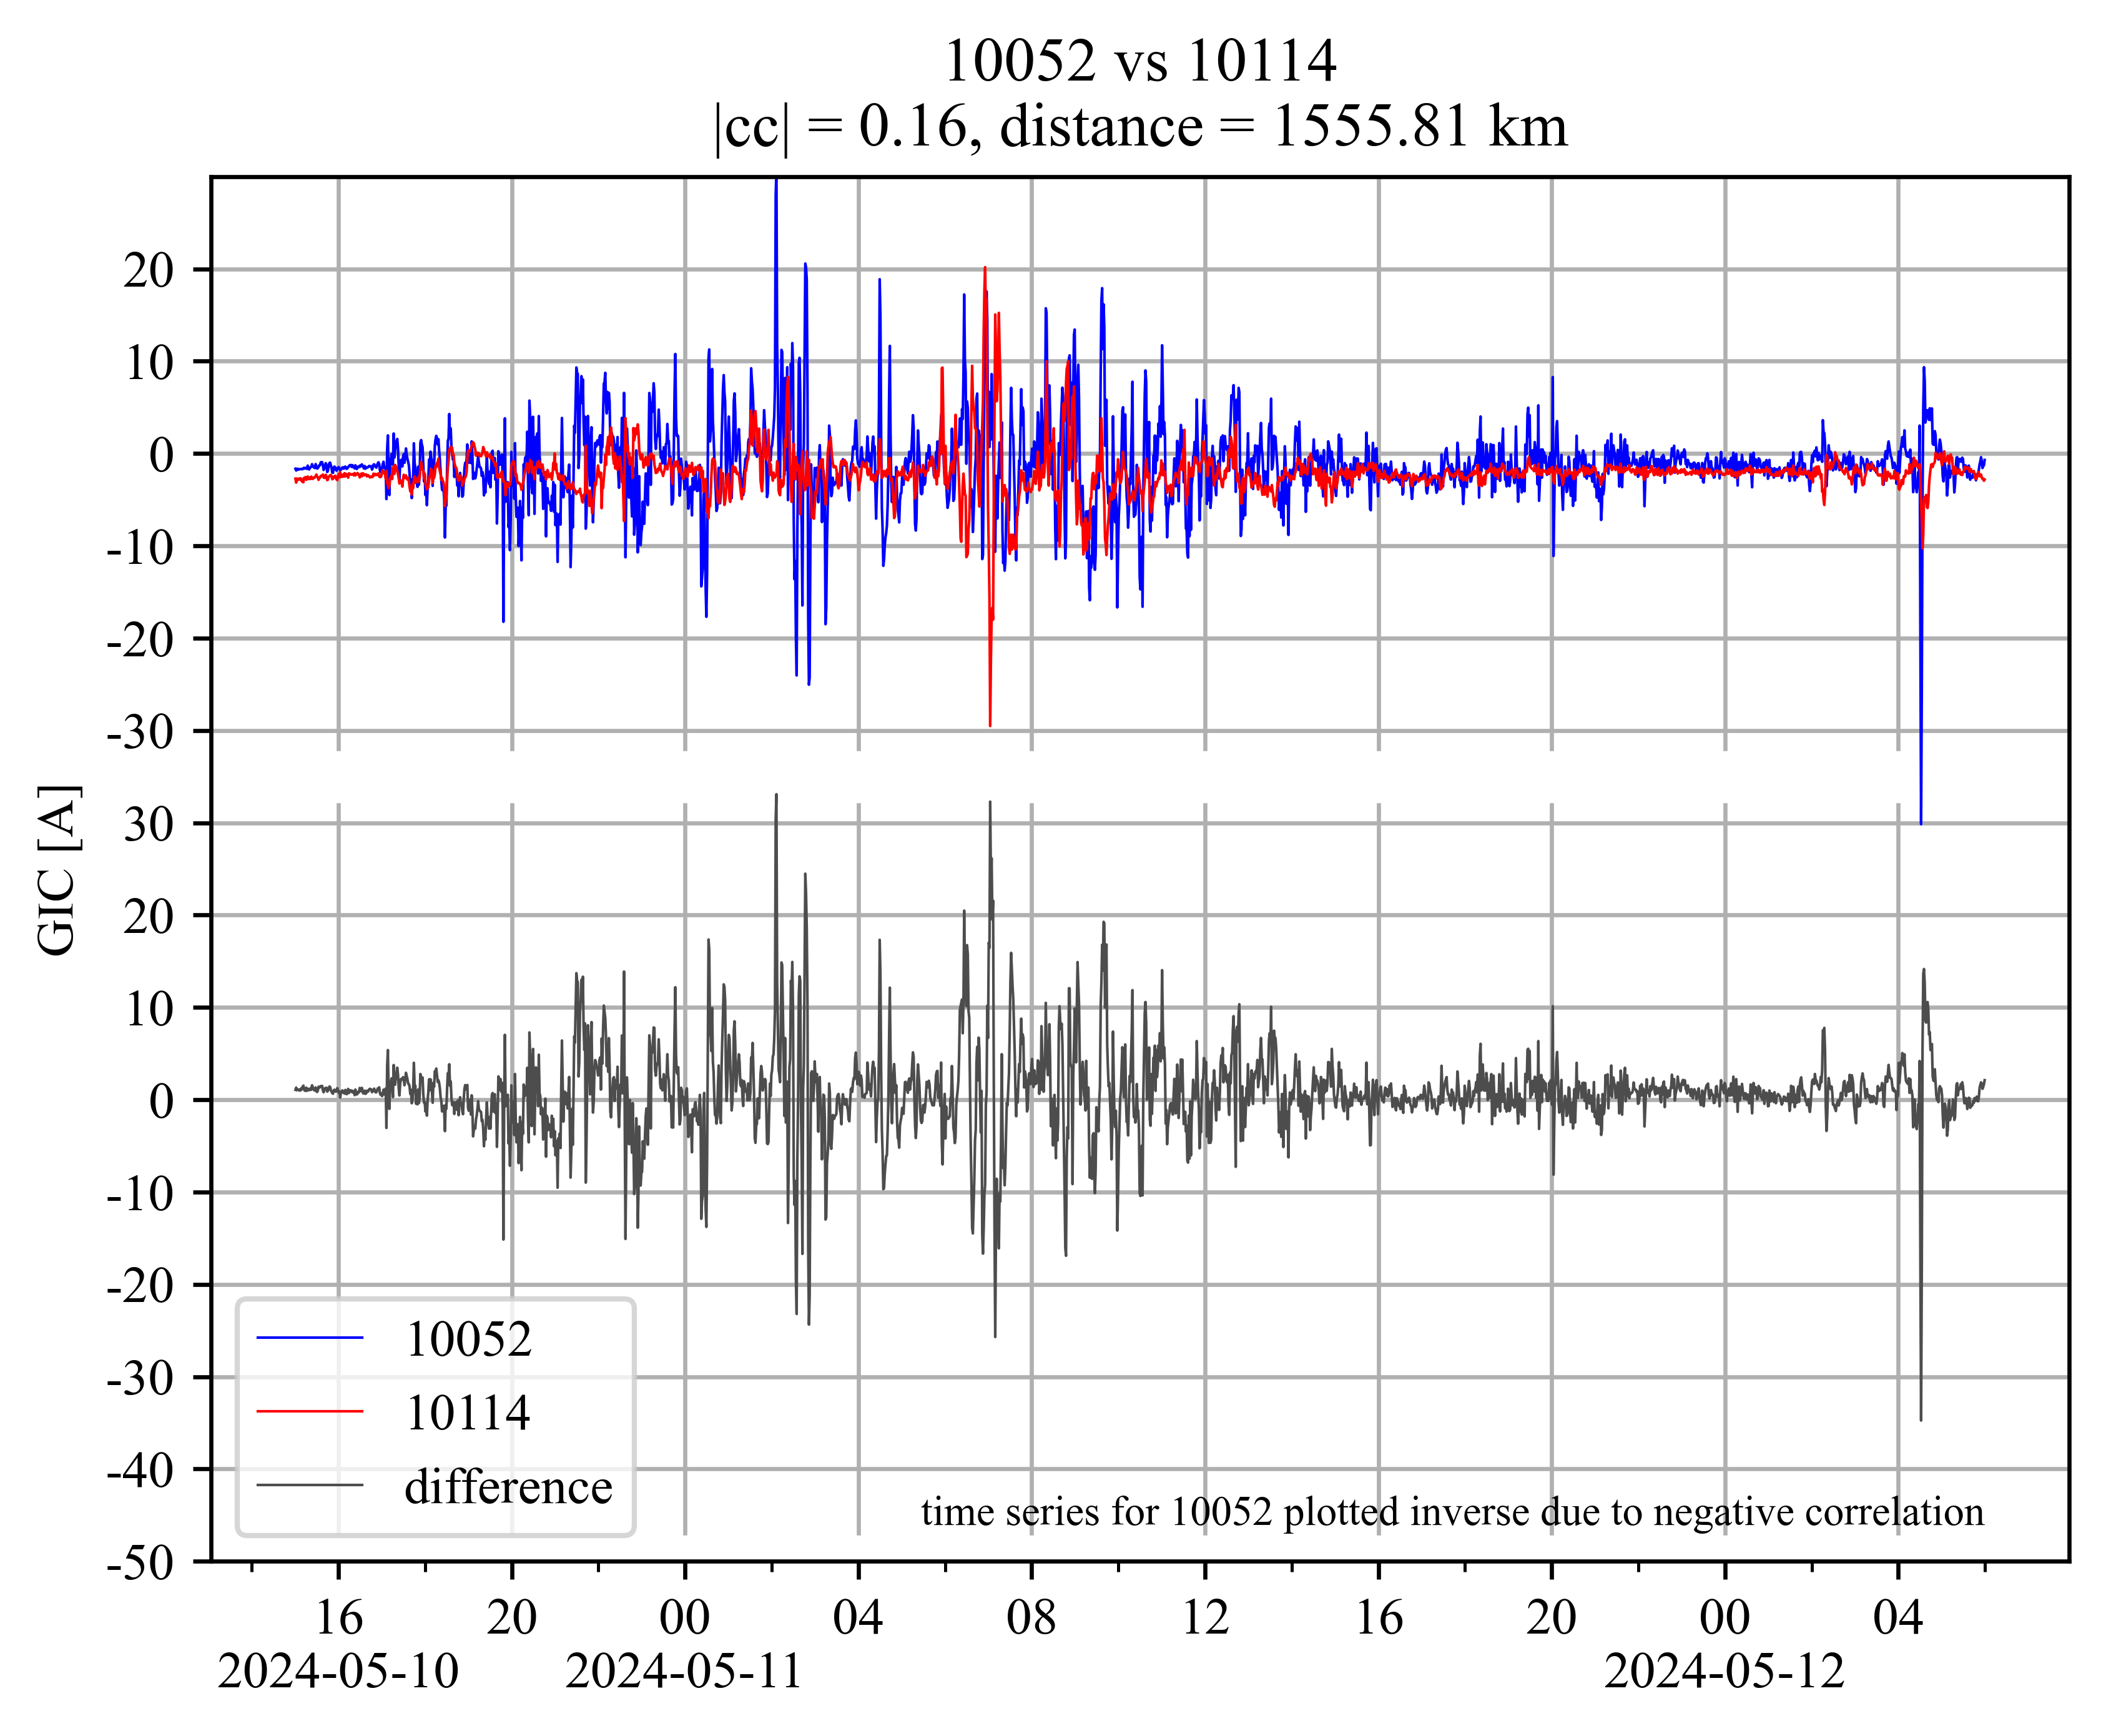 10052 vs 10114
|cc| = 0.16, distance = 1555.81 km
GIC [A]
20
10
0
-10
-20
-30
30
20
10
0
-10
-20
-30
-40
-50
10052
10114
difference
time series for 10052 plotted inverse due to negative correlation
16 20 00 04 08 12 16 20 00 04
2024-05-10 2024-05-11 2024-05-12